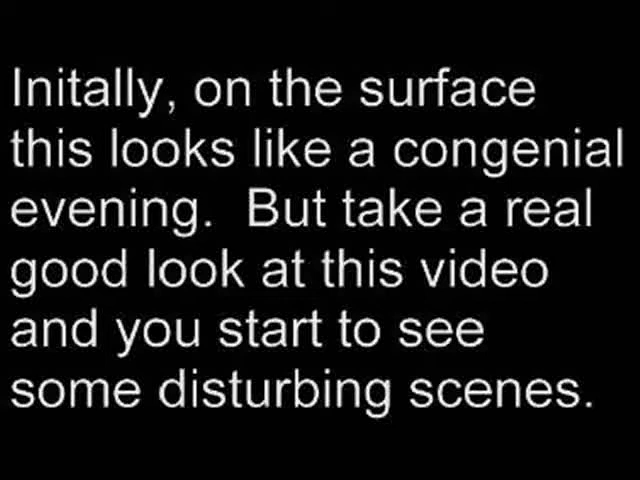 Initally, on the surface
this looks like a congenial
evening.  But take a real
good look at this video
and you start to see
some disturbing scenes.